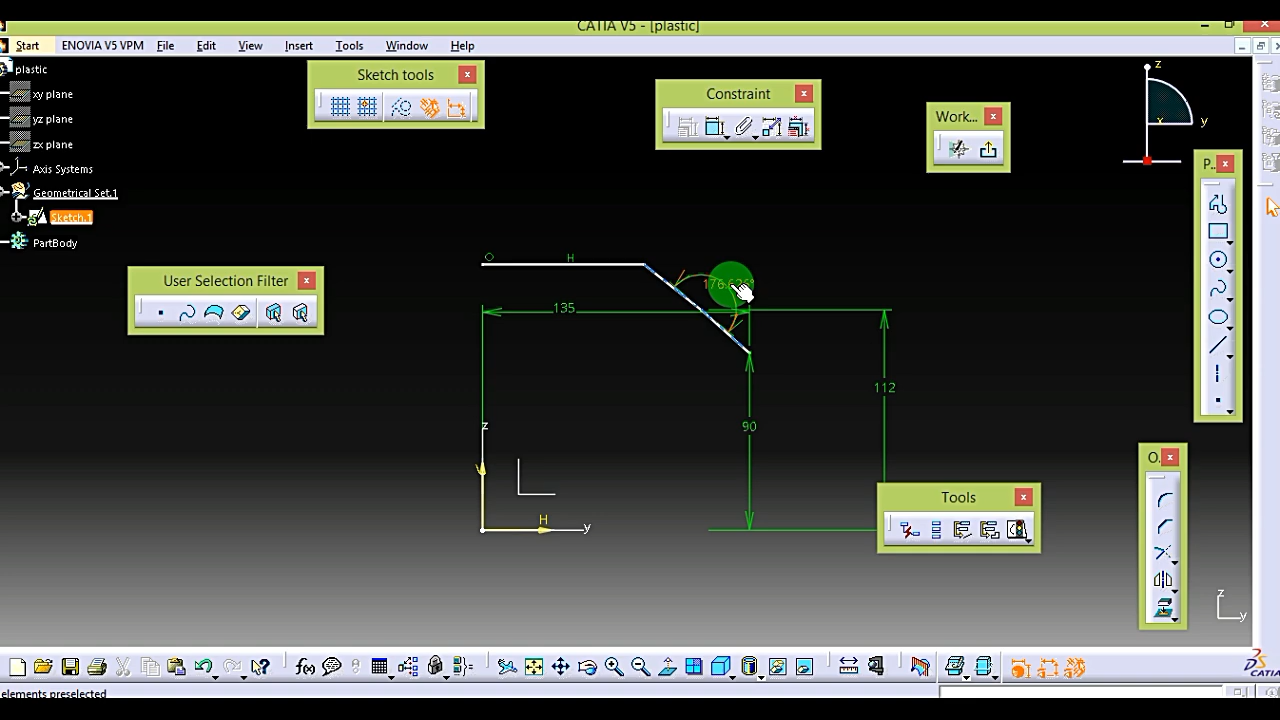 CATIA V5 - [plastic]
Start ENOVIA V5 VPM File Edit View Insert Tools Window Help
plastic
xy plane
yz plane
zx plane
Axis Systems
Geometrical Set.1
Sketch.1
PartBody
Sketch tools
Constraint
Work...
z
x
y
P..
User Selection Filter
H
135
112
90
z
V
H
y
Tools
O.
z
y
f(x)
CATIA
elements preselected